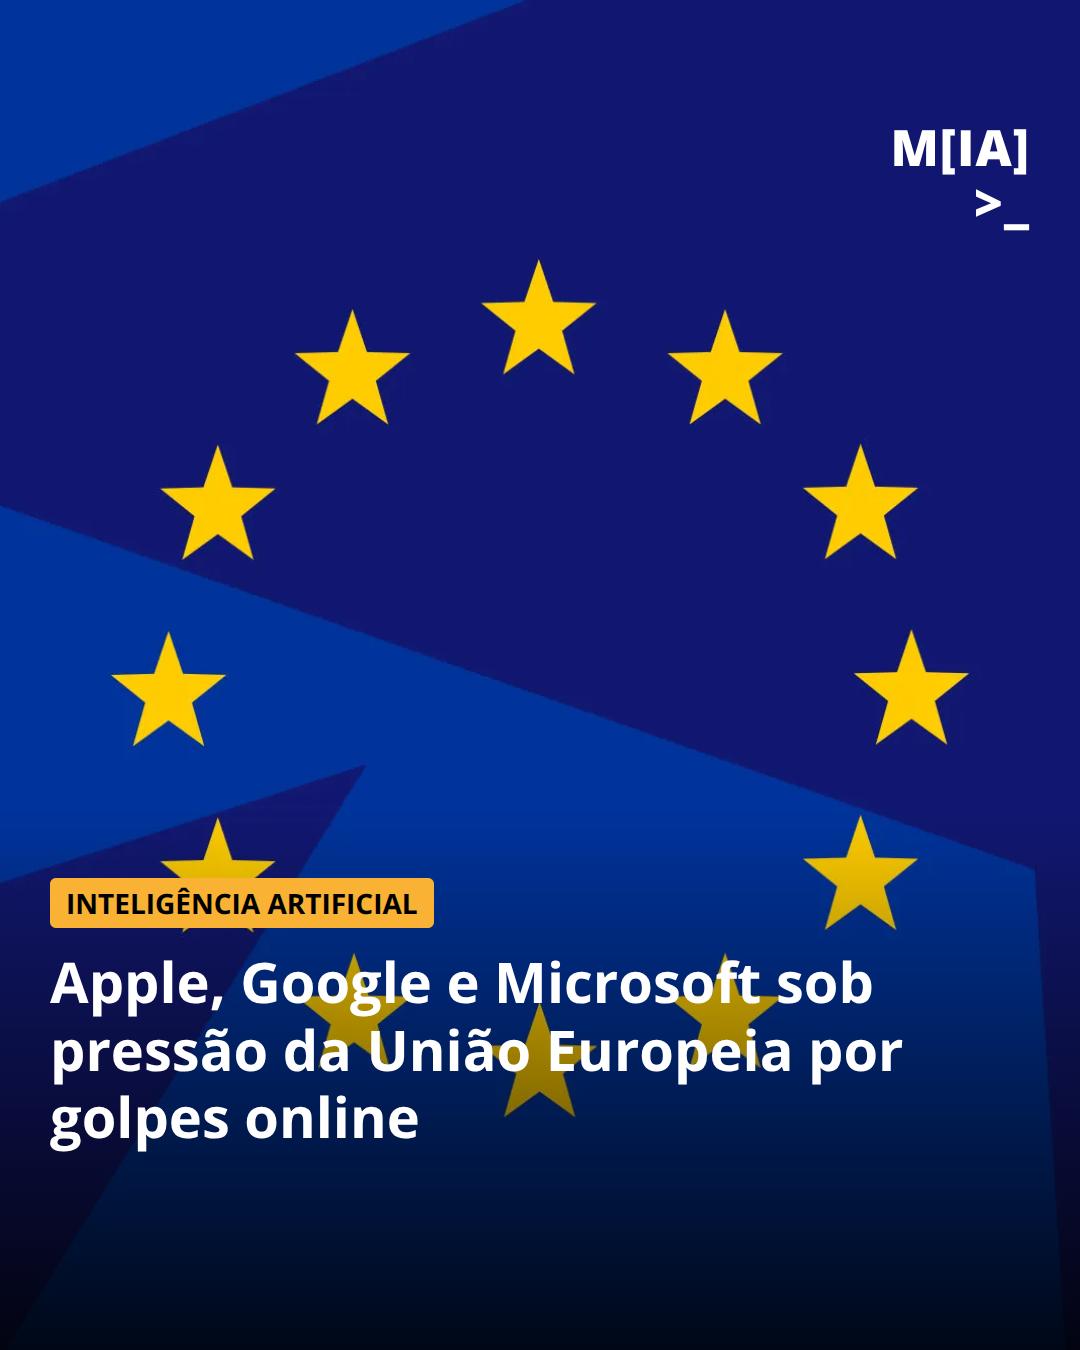 M[IA]
>_
INTELIGÊNCIA ARTIFICIAL
Apple, Google e Microsoft sob
pressão da União Europeia por
golpes online